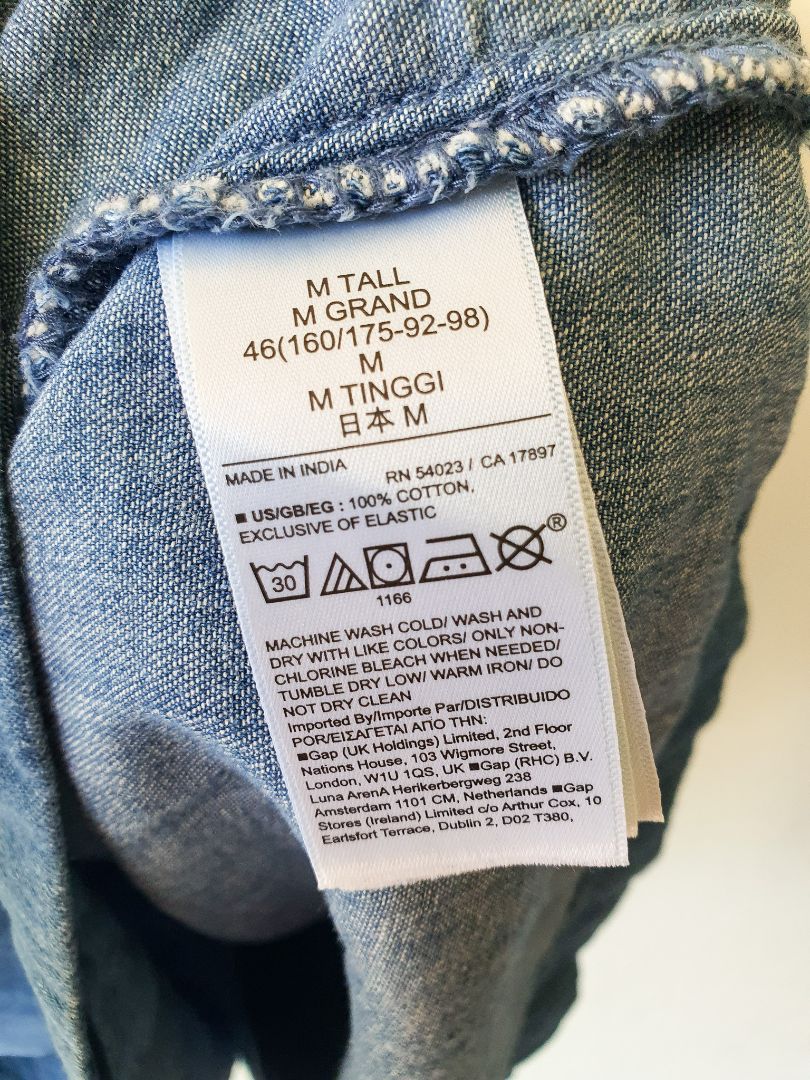 M TALL
M GRAND
46(160/175-92-98)
M
M TINGGI
日本 M
MADE IN INDIA RN 54023 / CA 17897
■ US/GB/EG : 100% COTTON,
EXCLUSIVE OF ELASTIC
30 ®
1166
MACHINE WASH COLD/ WASH AND
DRY WITH LIKE COLORS/ ONLY NON-
CHLORINE BLEACH WHEN NEEDED/
TUMBLE DRY LOW/ WARM IRON/ DO
NOT DRY CLEAN
Imported By/Importe Par/DISTRIBUIDO
POR/ΕΙΣΑΓΕΤΑΙ ΑΠΟ ΤΗΝ:
■Gap (UK Holdings) Limited, 2nd Floor
Nations House, 103 Wigmore Street,
London, W1U 1QS, UK ■Gap (RHC) B.V.
Luna ArenA Herikerbergweg 238
Amsterdam 1101 CM, Netherlands ■Gap
Stores (Ireland) Limited c/o Arthur Cox, 10
Earlsfort Terrace, Dublin 2, D02 T380,